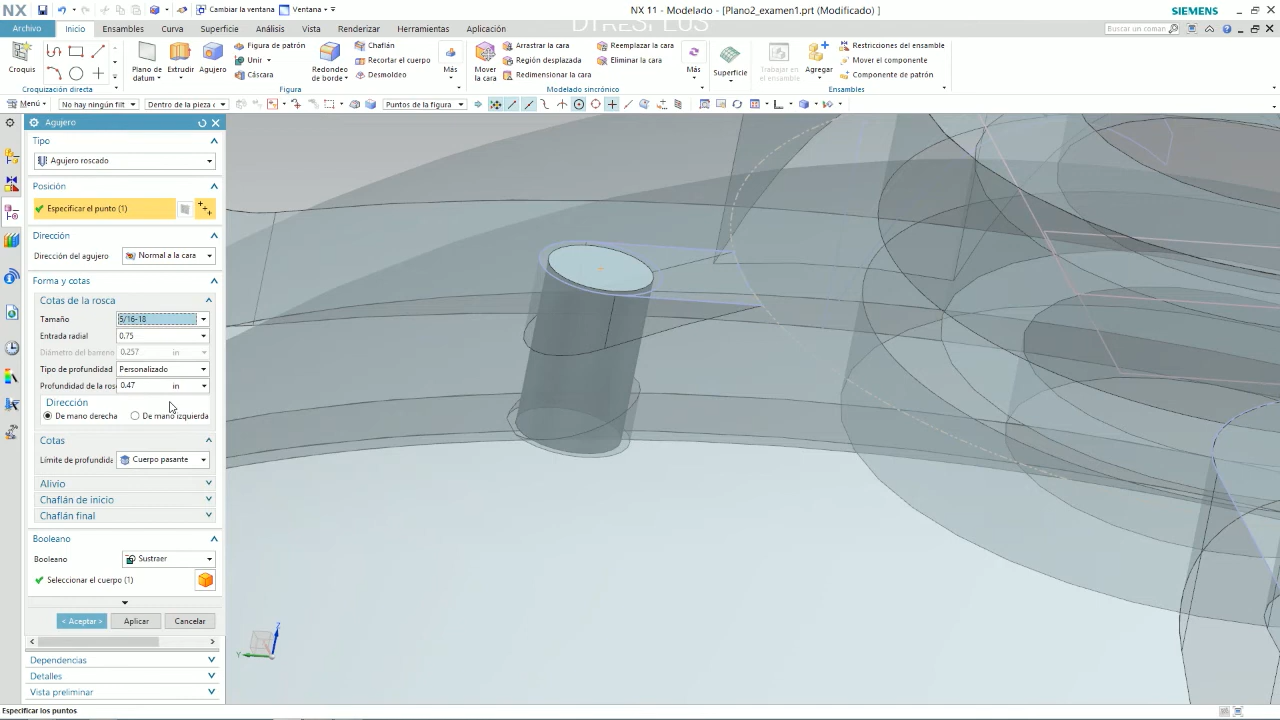 NX
Cambiar la ventana
Ventana
NX 11 - Modelado - [Plano2_examen1.prt (Modificado) ]
SIEMENS
DTRESPLUS
Archivo
Inicio
Ensambles
Curva
Superficie
Análisis
Vista
Renderizar
Herramientas
Aplicación
Buscar un coman
Croquis
Croquización directa
Plano de datum
Extrudir
Agujero
Figura de patrón
Unir
Cáscara
Redondeo de borde
Chaflán
Recortar el cuerpo
Desmoldeo
Más
Figura
Mover la cara
Arrastrar la cara
Región desplazada
Redimensionar la cara
Reemplazar la cara
Eliminar la cara
Más
Modelado sincrónico
Superficie
Trabajar en el ensamble
Agregar
Restricciones del ensamble
Mover el componente
Componente de patrón
Ensambles
Menú
No hay ningún filt
Dentro de la pieza d
Puntos de la figura
Agujero
Tipo
Agujero roscado
Posición
Especificar el punto (1)
Dirección
Dirección del agujero
Normal a la cara
Forma y cotas
Cotas de la rosca
Tamaño
5/16-18
Entrada radial
0.75
Diámetro del barreno
0.257
in
Tipo de profundidad
Personalizado
Profundidad de la ros
0.47
in
Dirección
De mano derecha
De mano izquierda
Cotas
Límite de profundida
Cuerpo pasante
Alivio
Chaflán de inicio
Chaflán final
Booleano
Booleano
Sustraer
Seleccionar el cuerpo (1)
< Aceptar >
Aplicar
Cancelar
Dependencias
Detalles
Vista preliminar
Especificar los puntos
Z
Y